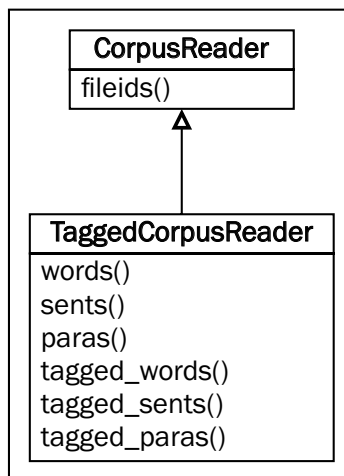 CorpusReader
fileids()
TaggedCorpusReader
words()
sents()
paras()
tagged_words()
tagged_sents()
tagged_paras()